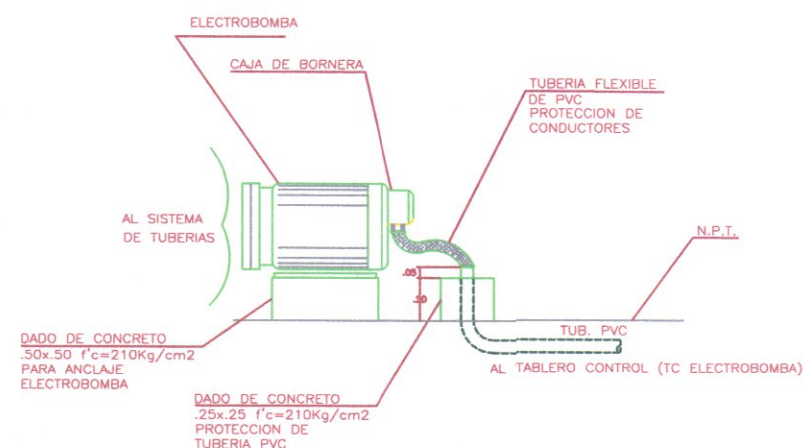 ELECTROBOMBA
CAJA DE BORNERA
TUBERIA FLEXIBLE
DE PVC
PROTECCION DE
CONDUCTORES
AL SISTEMA
DE TUBERIAS
N.P.T.
.05
.20
DADO DE CONCRETO
.50x.50 f'c=210Kg/cm2
PARA ANCLAJE
ELECTROBOMBA
TUB. PVC
AL TABLERO CONTROL (TC ELECTROBOMBA)
DADO DE CONCRETO
.25x.25 f'c=210Kg/cm2
PROTECCION DE
TUBERIA PVC